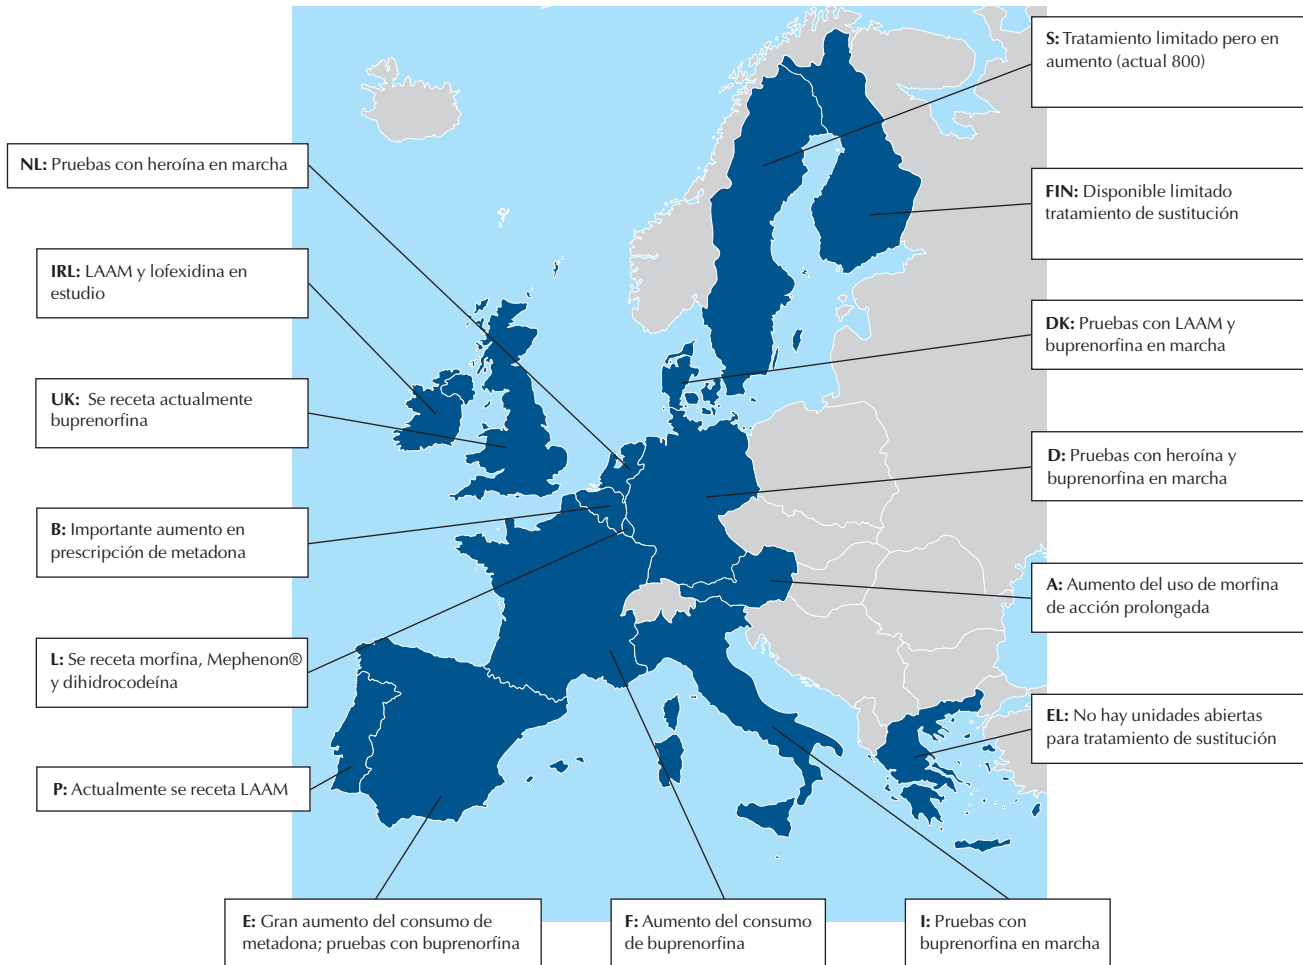 S: Tratamiento limitado pero en
aumento (actual 800)
NL: Pruebas con heroína en marcha
FIN: Disponible limitado
tratamiento de sustitución
IRL: LAAM y lofexidina en
estudio
DK: Pruebas con LAAM y
buprenorfina en marcha
UK: Se receta actualmente
buprenorfina
D: Pruebas con heroína y
buprenorfina en marcha
B: Importante aumento en
prescripción de metadona
A: Aumento del uso de morfina
de acción prolongada
L: Se receta morfina, Mephenon®
y dihidrocodeína
EL: No hay unidades abiertas
para tratamiento de sustitución
P: Actualmente se receta LAAM
E: Gran aumento del consumo de
metadona; pruebas con buprenorfina
F: Aumento del consumo
de buprenorfina
I: Pruebas con
buprenorfina en marcha